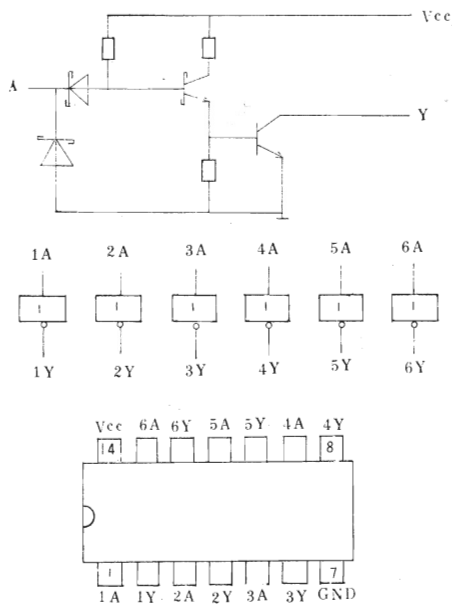 Vcc
A
Y
1A 2A 3A 4A 5A 6A
1 1 1 1 1 1
1Y 2Y 3Y 4Y 5Y 6Y
Vcc 6A 6Y 5A 5Y 4A 4Y
14 8
1 7
1A 1Y 2A 2Y 3A 3Y GND